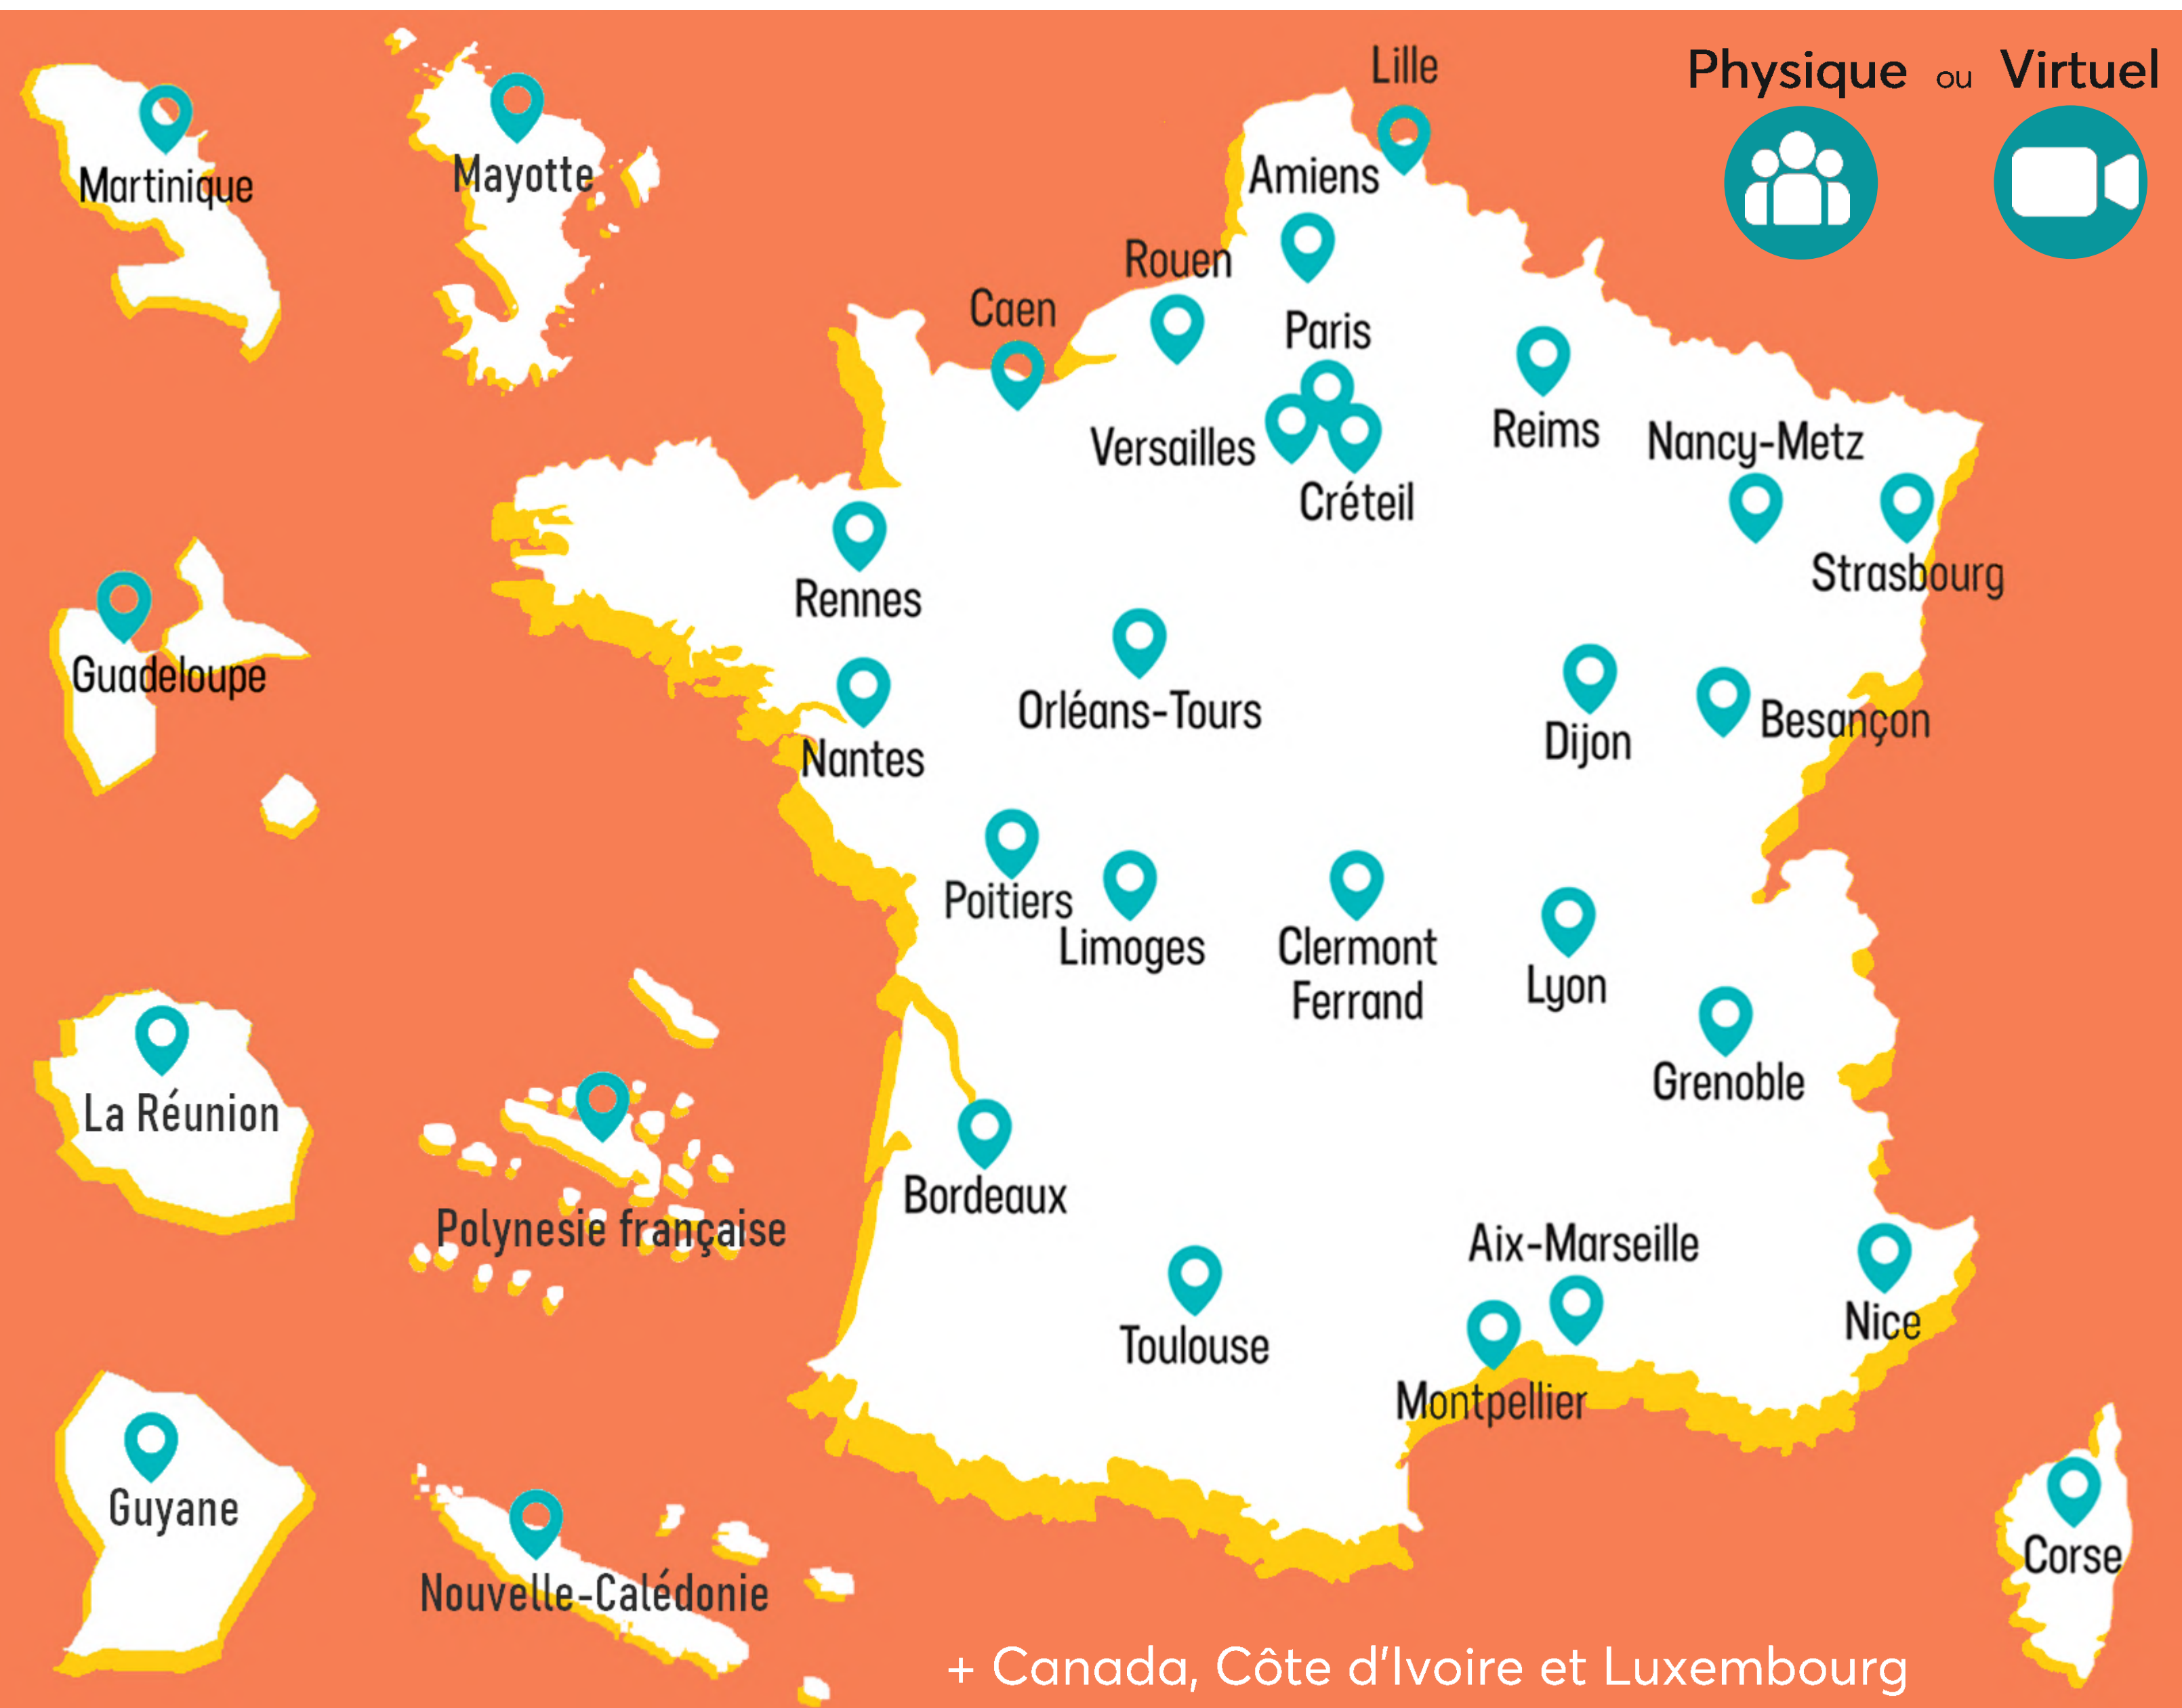 Lille
Physique ou Virtuel
Martinique
Mayotte
Amiens
Rouen
Caen
Paris
Versailles
Reims
Nancy-Metz
Créteil
Strasbourg
Rennes
Guadeloupe
Orléans-Tours
Dijon
Besançon
Nantes
Poitiers
Limoges
Clermont
Ferrand
Lyon
Grenoble
La Réunion
Bordeaux
Polynesie française
Aix-Marseille
Nice
Toulouse
Montpellier
Guyane
Corse
Nouvelle-Calédonie
+ Canada, Côte d'Ivoire et Luxembourg